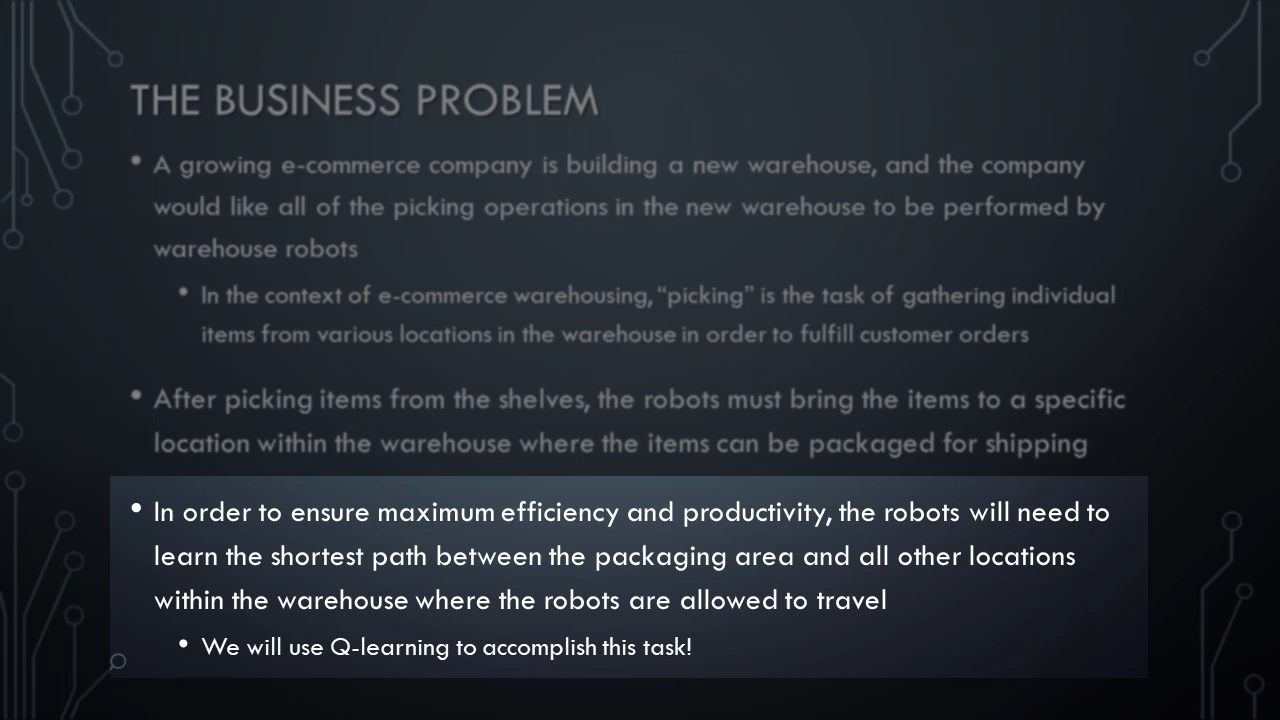 THE BUSINESS PROBLEM
• A growing e-commerce company is building a new warehouse, and the company
would like all of the picking operations in the new warehouse to be performed by
warehouse robots
• In the context of e-commerce warehousing, “picking” is the task of gathering individual
items from various locations in the warehouse in order to fulfill customer orders
• After picking items from the shelves, the robots must bring the items to a specific
location within the warehouse where the items can be packaged for shipping
• In order to ensure maximum efficiency and productivity, the robots will need to
learn the shortest path between the packaging area and all other locations
within the warehouse where the robots are allowed to travel
• We will use Q-learning to accomplish this task!